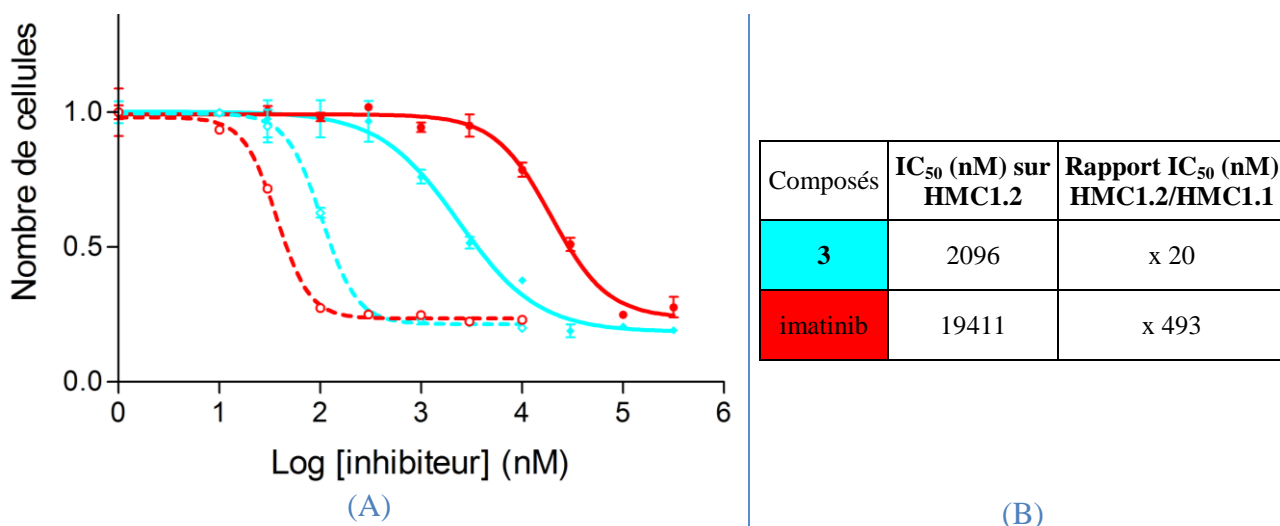 Nombre de cellules
1.0
0.5
0.0
0 1 2 3 4 5 6
Log [inhibiteur] (nM)
(A)
Composés IC50 (nM) sur HMC1.2 Rapport IC50 (nM) HMC1.2/HMC1.1
3 2096 x 20
imatinib 19411 x 493
(B)